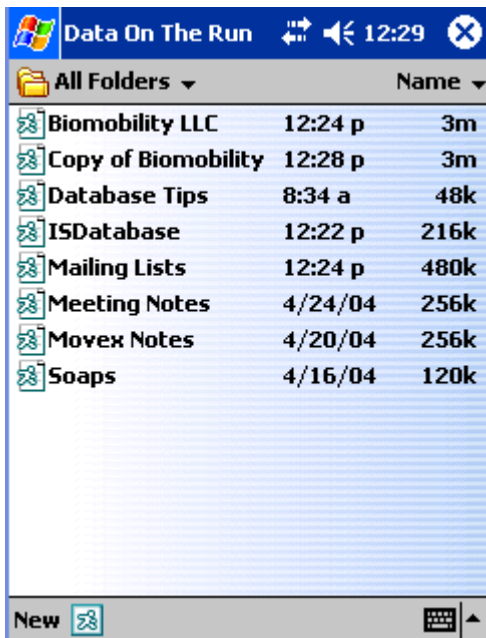 Data On The Run 12:29
All Folders Name
Biomobility LLC 12:24 p 3m
Copy of Biomobility 12:28 p 3m
Database Tips 8:34 a 48k
ISDatabase 12:22 p 216k
Mailing Lists 12:24 p 480k
Meeting Notes 4/24/04 256k
Movex Notes 4/20/04 256k
Soaps 4/16/04 120k
New